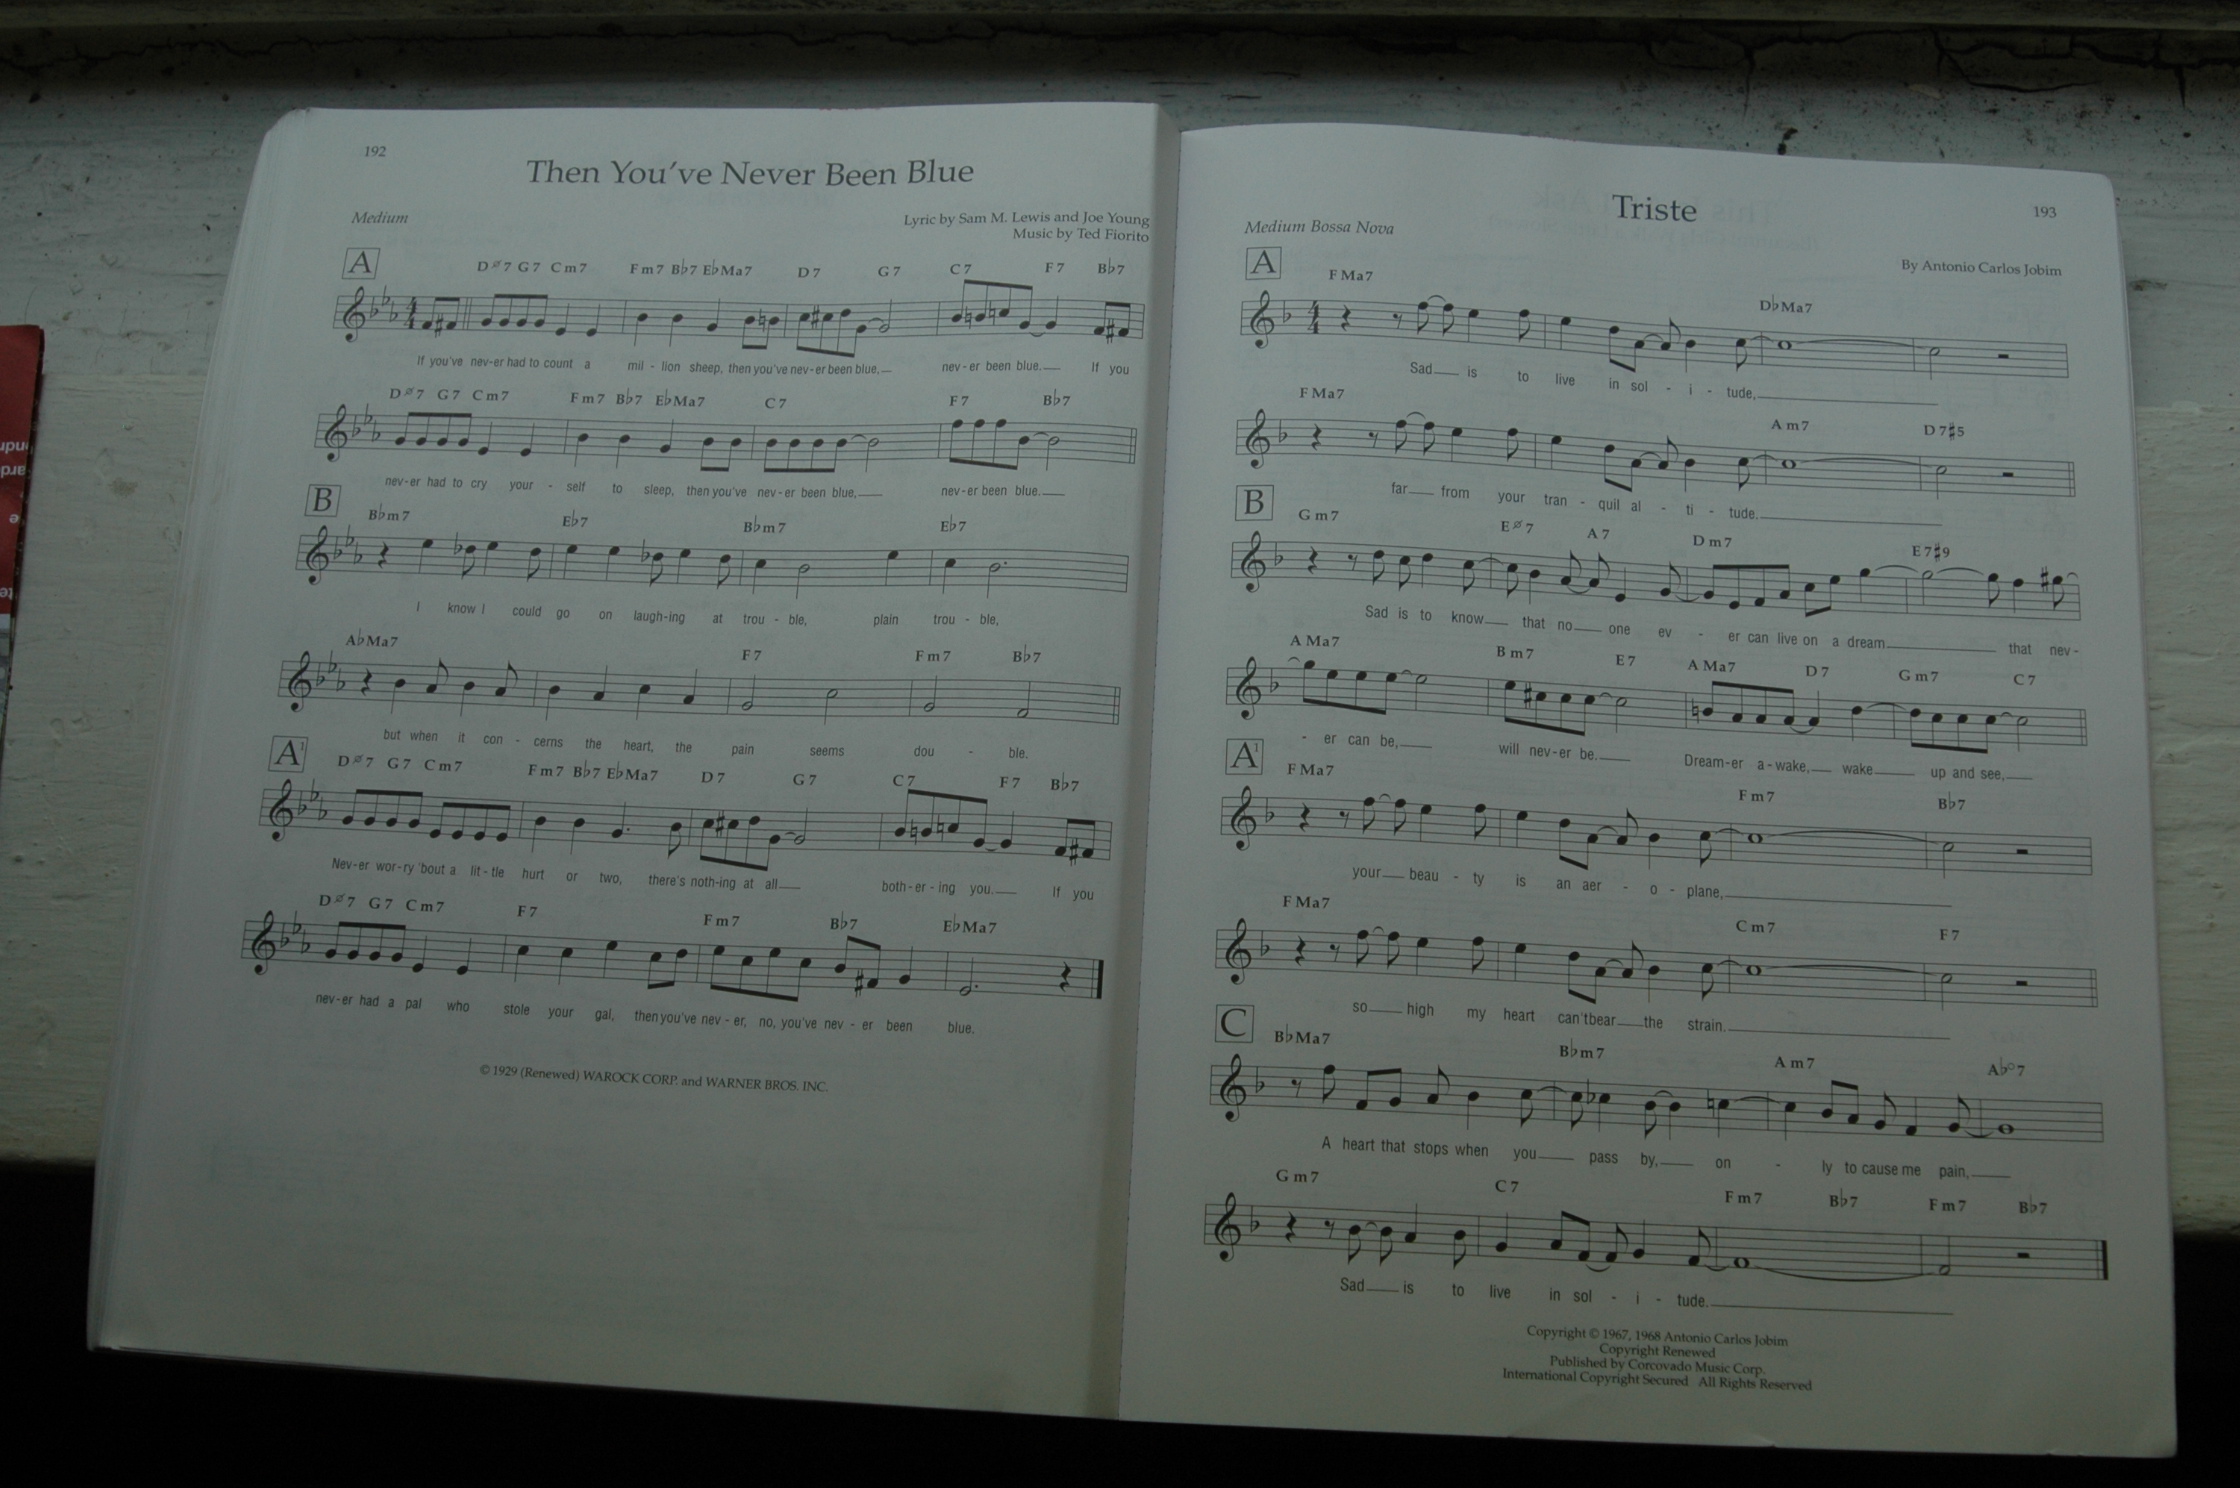 192
Then You've Never Been Blue
Medium
Lyric by Sam M. Lewis and Joe Young
Music by Ted Fiorito
A
Dø7 G7 Cm7 Fm7 B♭7 E♭Ma7 D7 G7 C7 F7 B♭7
If you've nev-er had to count a mil - lion sheep, then you've nev-er been blue, nev-er been blue. If you
Dø7 G7 Cm7 Fm7 B♭7 E♭Ma7 C7 F7 B♭7
nev-er had to cry your - self to sleep, then you've nev-er been blue, nev-er been blue.
B
B♭m7 E♭7 B♭m7 E♭7
I know I could go on laugh-ing at trou - ble, plain trou - ble,
A♭Ma7 F7 Fm7 B♭7
but when it con - cerns the heart, the pain seems dou - ble.
A¹
Dø7 G7 Cm7 Fm7 B♭7 E♭Ma7 D7 G7 C7 F7 B♭7
Nev-er wor-ry 'bout a lit-tle hurt or two, there's noth-ing at all both-er-ing you. If you
Dø7 G7 Cm7 F7 Fm7 B♭7 E♭Ma7
nev-er had a pal who stole your gal, then you've nev-er, no, you've nev-er been blue.
© 1929 (Renewed) WAROCK CORP. and WARNER BROS. INC.
193
Triste
Medium Bossa Nova
By Antonio Carlos Jobim
A
FMa7 D♭Ma7
Sad is to live in sol - i - tude,
FMa7 Am7 D7♯5
far from your tran - quil al - ti - tude.
B
Gm7 Eø7 A7 Dm7 E7♯9
Sad is to know that no one ev - er can live on a dream that nev-
AMa7 Bm7 E7 AMa7 D7 Gm7 C7
- er can be, will nev-er be. Dream-er a-wake, wake up and see,
A¹
FMa7 Fm7 B♭7
your beau - ty is an aer - o - plane,
FMa7 Cm7 F7
so high my heart can't bear the strain.
C
B♭Ma7 B♭m7 Am7 A♭°7
A heart that stops when you pass by, on - ly to cause me pain,
Gm7 C7 Fm7 B♭7 Fm7 B♭7
Sad is to live in sol - i - tude.
Copyright © 1967, 1968 Antonio Carlos Jobim
Copyright Renewed
Published by Corcovado Music Corp.
International Copyright Secured All Rights Reserved